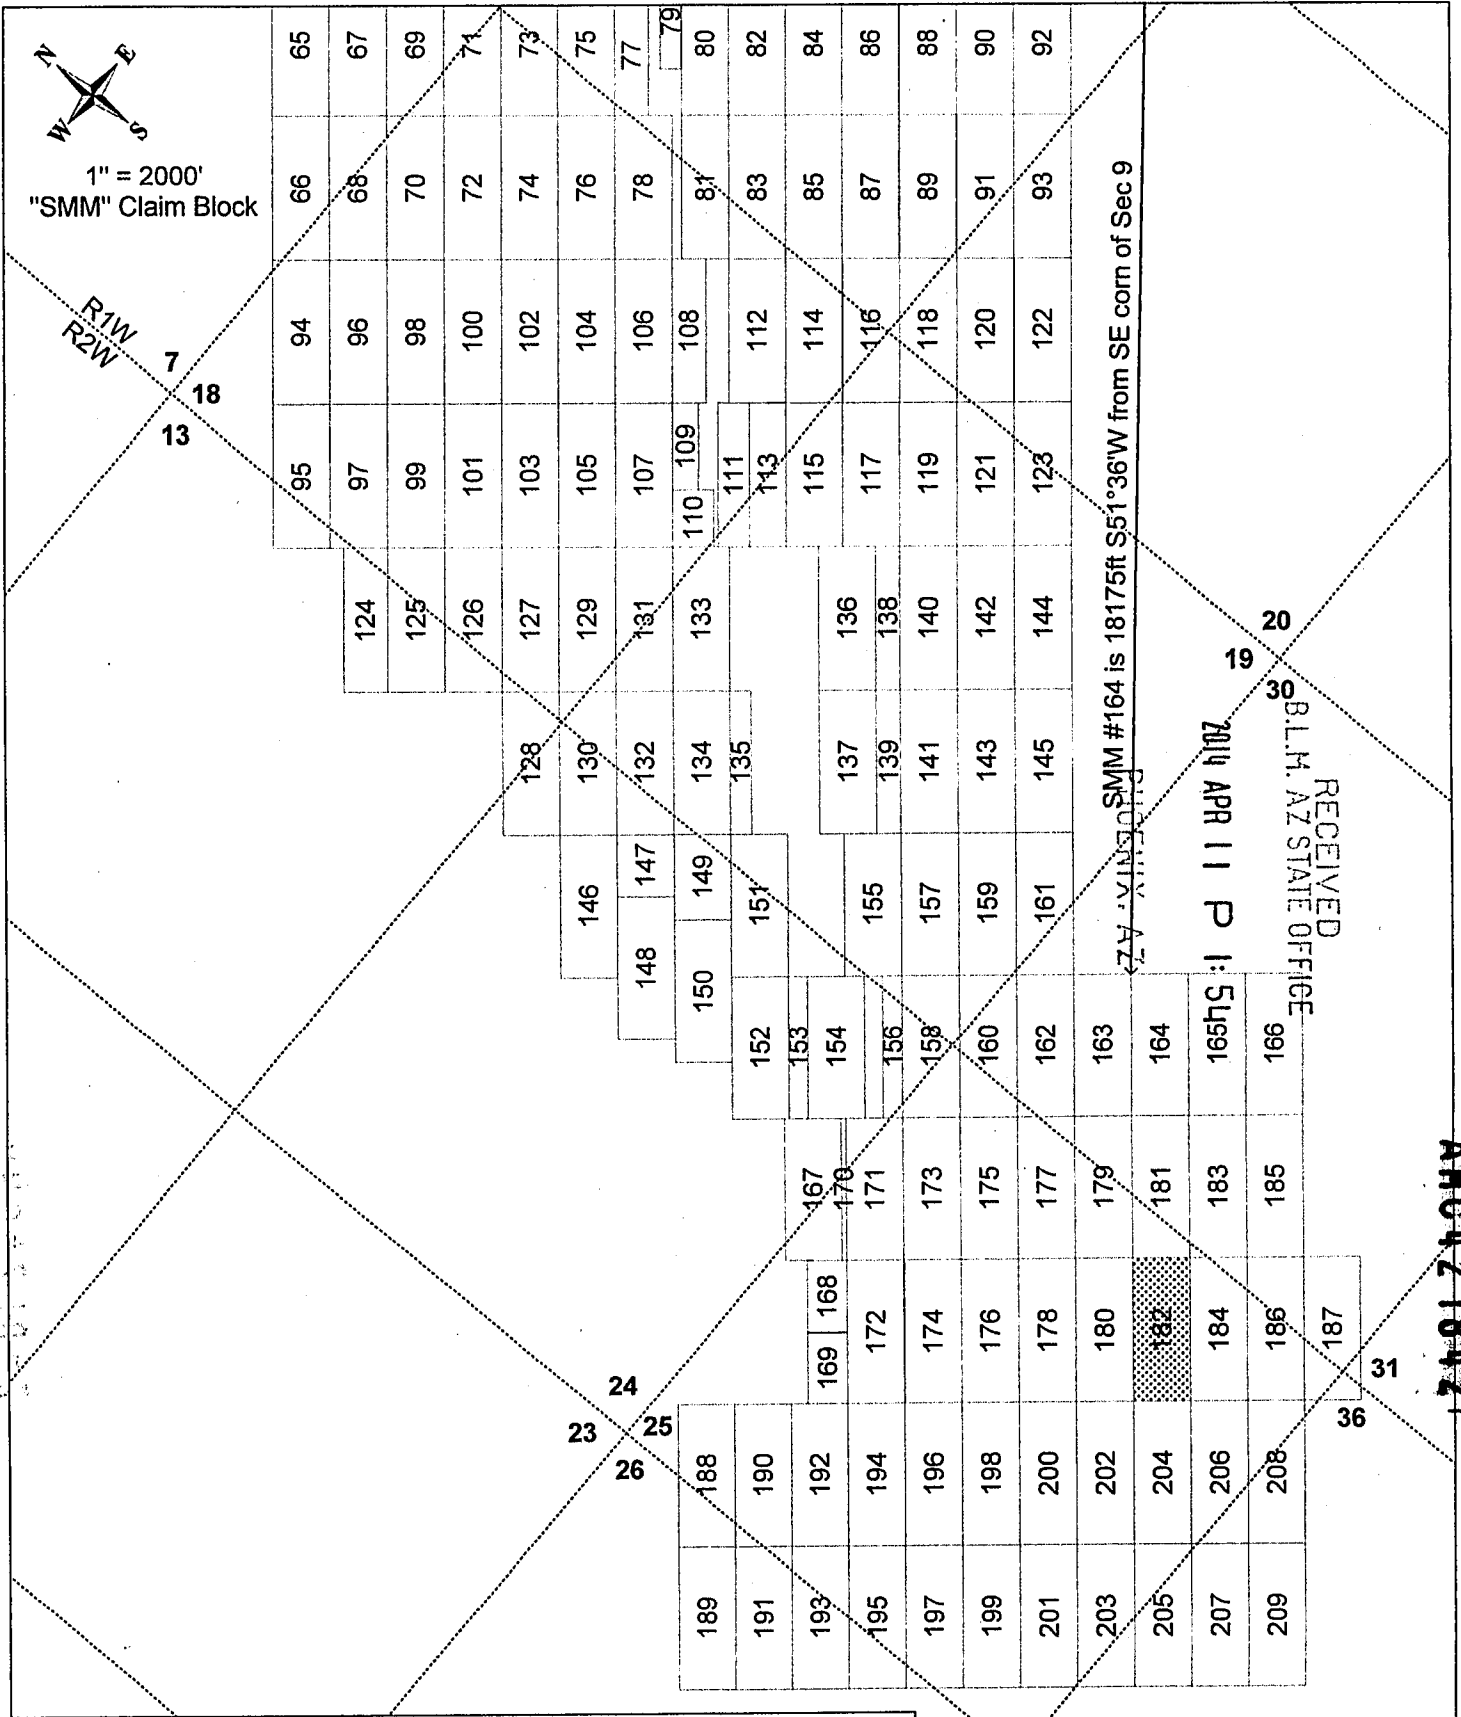 N E
W S
1" = 2000'
"SMM" Claim Block
65 67 69 71 73 75 77 79 80 82 84 86 88 90 92
66 68 70 72 74 76 78 81 83 85 87 89 91 93
R1W
R2W
7
18
13
94 96 98 100 102 104 106 108 112 114 116 118 120 122
95 97 99 101 103 105 107 109 110 111 113 115 117 119 121 123
SMM #164 is 18175ft S51°36'W from SE corn of Sec 9
124 125 126 127 129 131 133 136 138 140 142 144
20
19
30
128 130 132 134 135 137 139 141 143 145
RECEIVED
B.L.M. AZ STATE OFFICE
2014 APR 11 P 1:54
PHOENIX, AZ
146 147 148 149 150 151 155 157 159 161
152 153 154 156 158 160 162 163 164 165 166
167 170 171 173 175 177 179 181 183 185
168 169 172 174 176 178 180 182 184 186 187
31
36
24
23
25
26
188 190 192 194 196 198 200 202 204 206 208
189 191 193 195 197 199 201 203 205 207 209